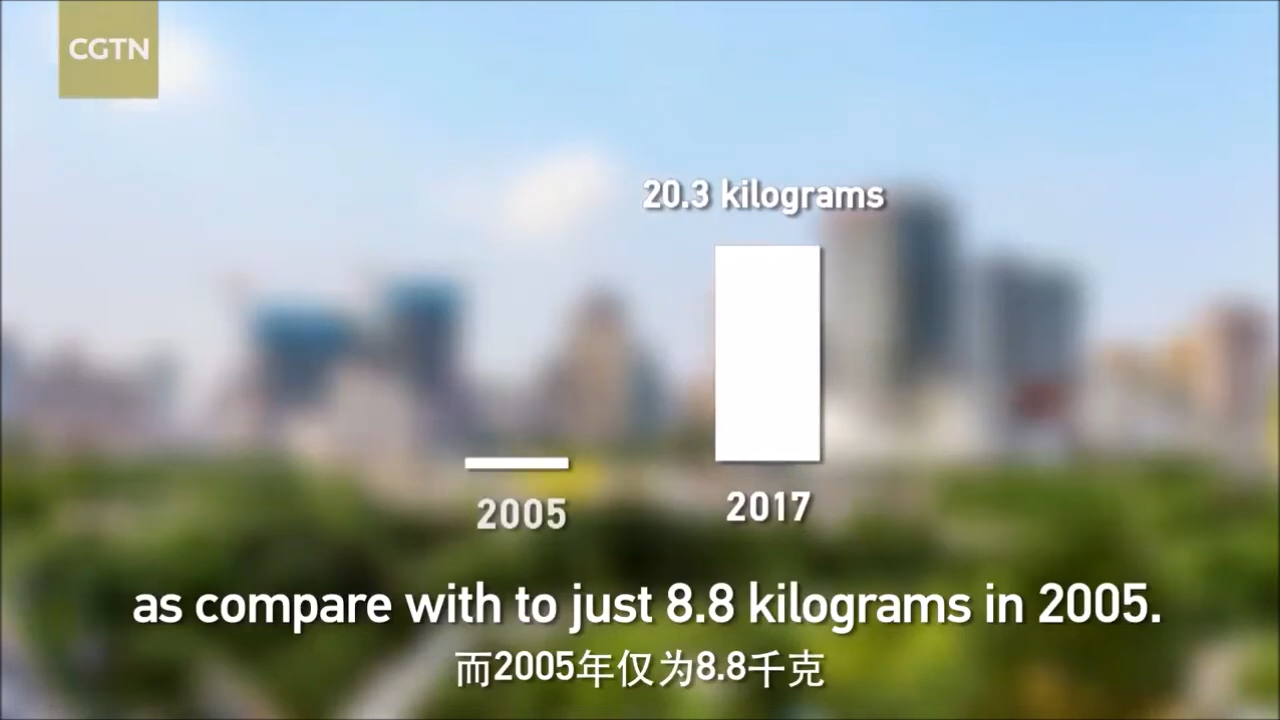 CGTN
20.3 kilograms
2005
2017
as compare with to just 8.8 kilograms in 2005.
而2005年仅为8.8千克